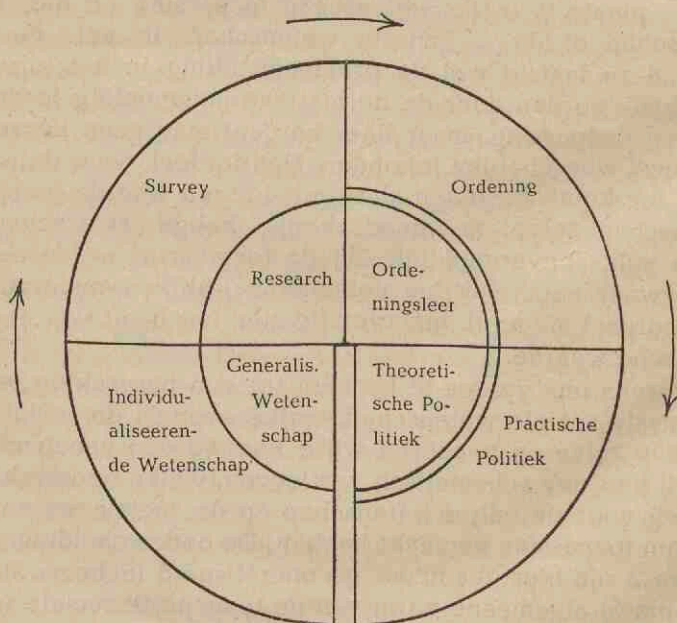 Survey
Ordening
Research
Orde-
ningsleer
Generalis.
Weten-
schap
Theoreti-
sche Po-
litiek
Individu-
aliseeren-
de Wetenschap
Practische
Politiek